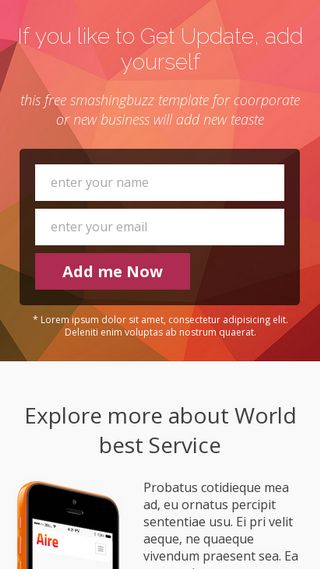 If you like to Get Update, add
yourself
this free smashingbuzz template for coorporate
or new business will add new teaste
enter your name
enter your email
Add me Now
* Lorem ipsum dolor sit amet, consectetur adipisicing elit.
Deleniti enim voluptas ab nostrum quaerat.
Explore more about World
best Service
Probatus cotidieque mea
ad, eu ornatus percipit
sententiae usu. Ei pri velit
aeque, ne quaeque
vivendum praesent sea. Ea
4:21 PM
Aire